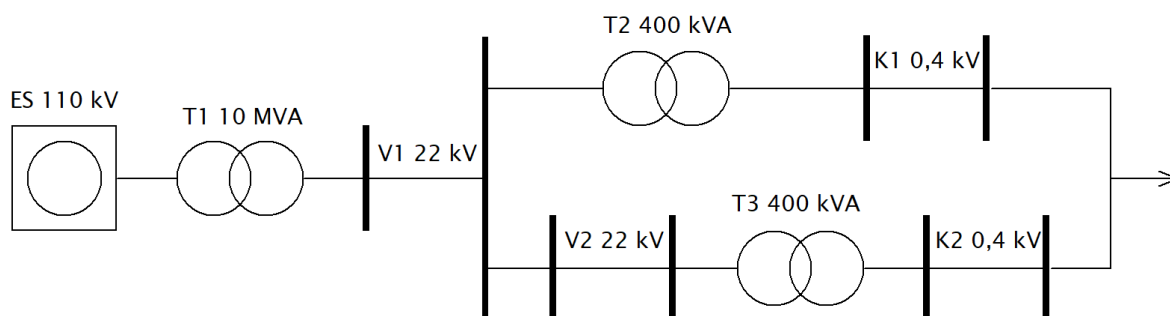 T2 400 kVA
K1 0,4 kV
ES 110 kV
T1 10 MVA
V1 22 kV
T3 400 kVA
V2 22 kV
K2 0,4 kV